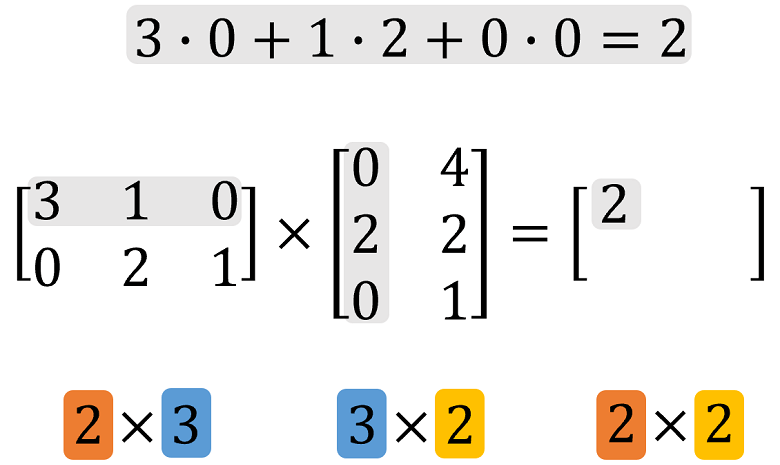 3 · 0 + 1 · 2 + 0 · 0 = 2
[3 1 0] × [0 4] = [2 ]
[0 2 1] [2 2] [ ]
[0 1]
2 × 3 3 × 2 2 × 2